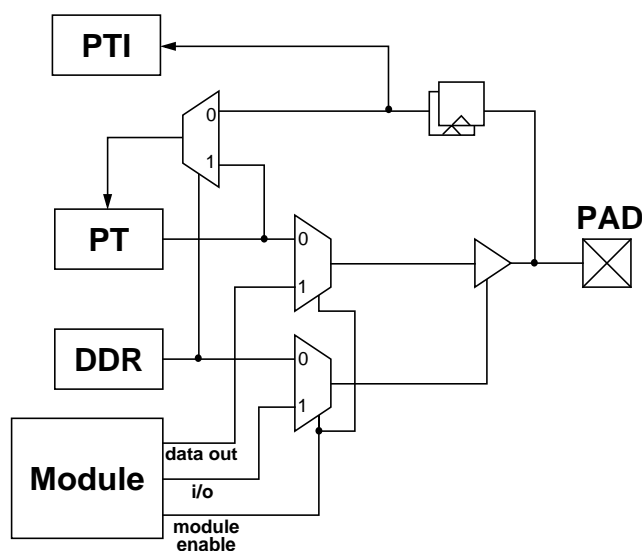 PTI
0
1
PT
PAD
0
1
DDR
0
1
Module
data out
i/o
module
enable